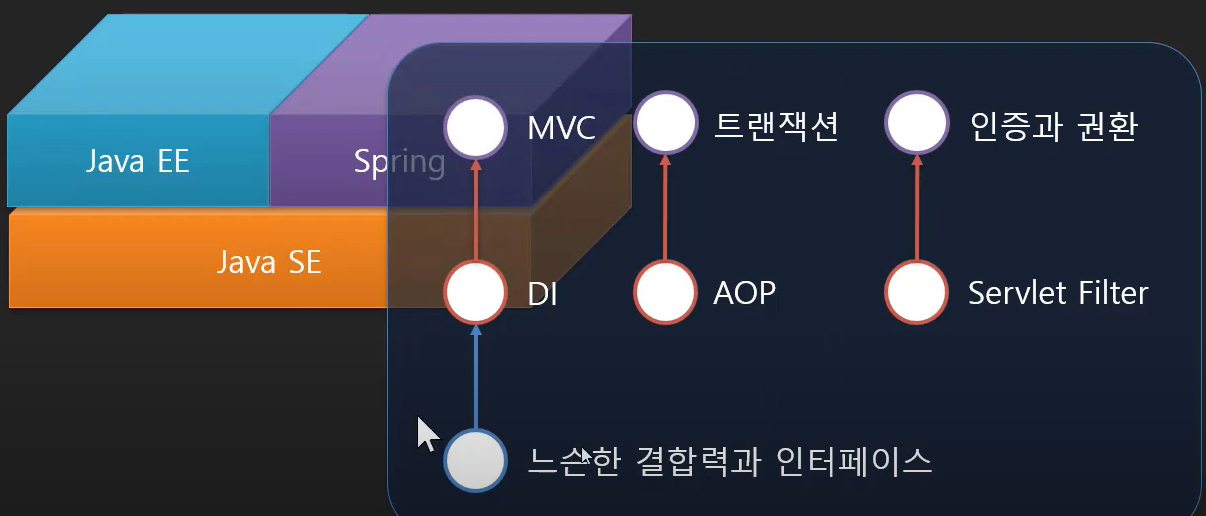 MVC
트랜잭션
인증과 권환
Java EE
Spring
Java SE
DI
AOP
Servlet Filter
느슨한 결합력과 인터페이스